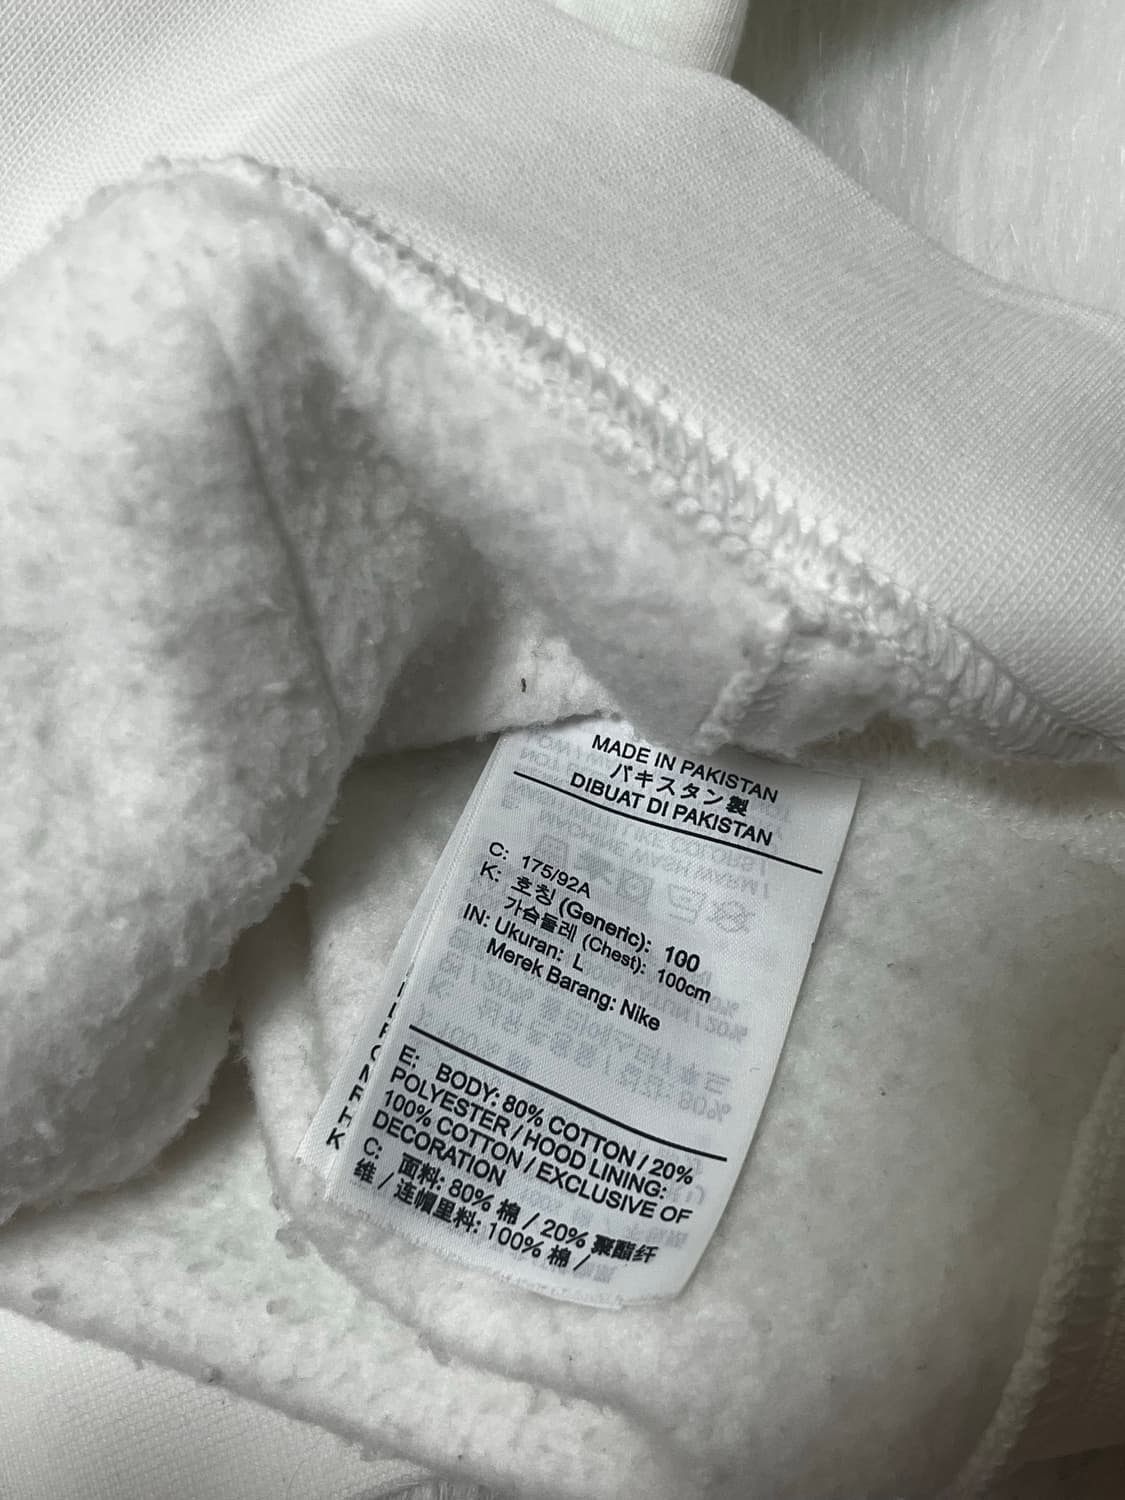 MADE IN PAKISTAN
パキスタン製
DIBUAT DI PAKISTAN
C: 175/92A
K: 호칭 (Generic): 100
가슴둘레 (Chest): 100cm
IN: Ukuran: L
Merek Barang: Nike
E: BODY: 80% COTTON / 20%
POLYESTER / HOOD LINING:
100% COTTON / EXCLUSIVE OF
DECORATION
C: 面料: 80% 棉 / 20% 聚酯纤
维 / 连帽里料: 100% 棉 /